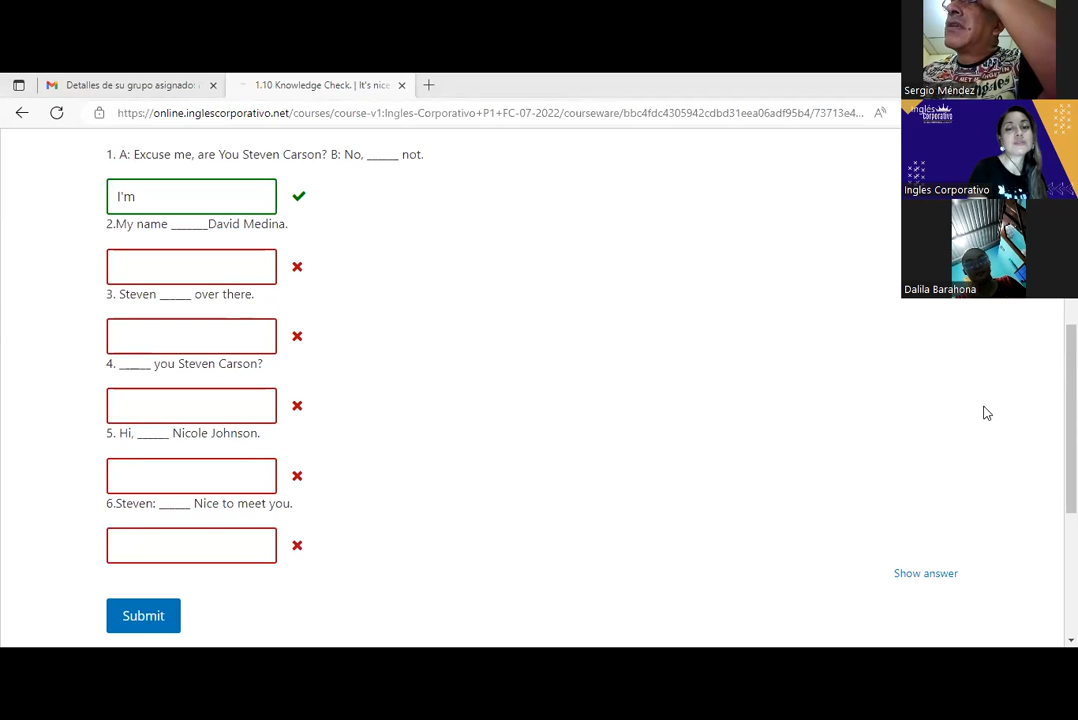 Detalles de su grupo asignado:
1.10 Knowledge Check. | It's nice
https://online.inglescorporativo.net/courses/course-v1:Ingles-Corporativo+P1+FC-07-2022/courseware/bbc4fdc4305942cdbd31eea06adf95b4/73713e4...
1. A: Excuse me, are You Steven Carson? B: No, _____ not.
I'm
2.My name ______David Medina.
3. Steven _____ over there.
4. _____ you Steven Carson?
5. Hi, _____ Nicole Johnson.
6.Steven: _____ Nice to meet you.
Show answer
Submit
Sergio Méndez
Inglés
Corporativo
Ingles Corporativo
Dalila Barahona